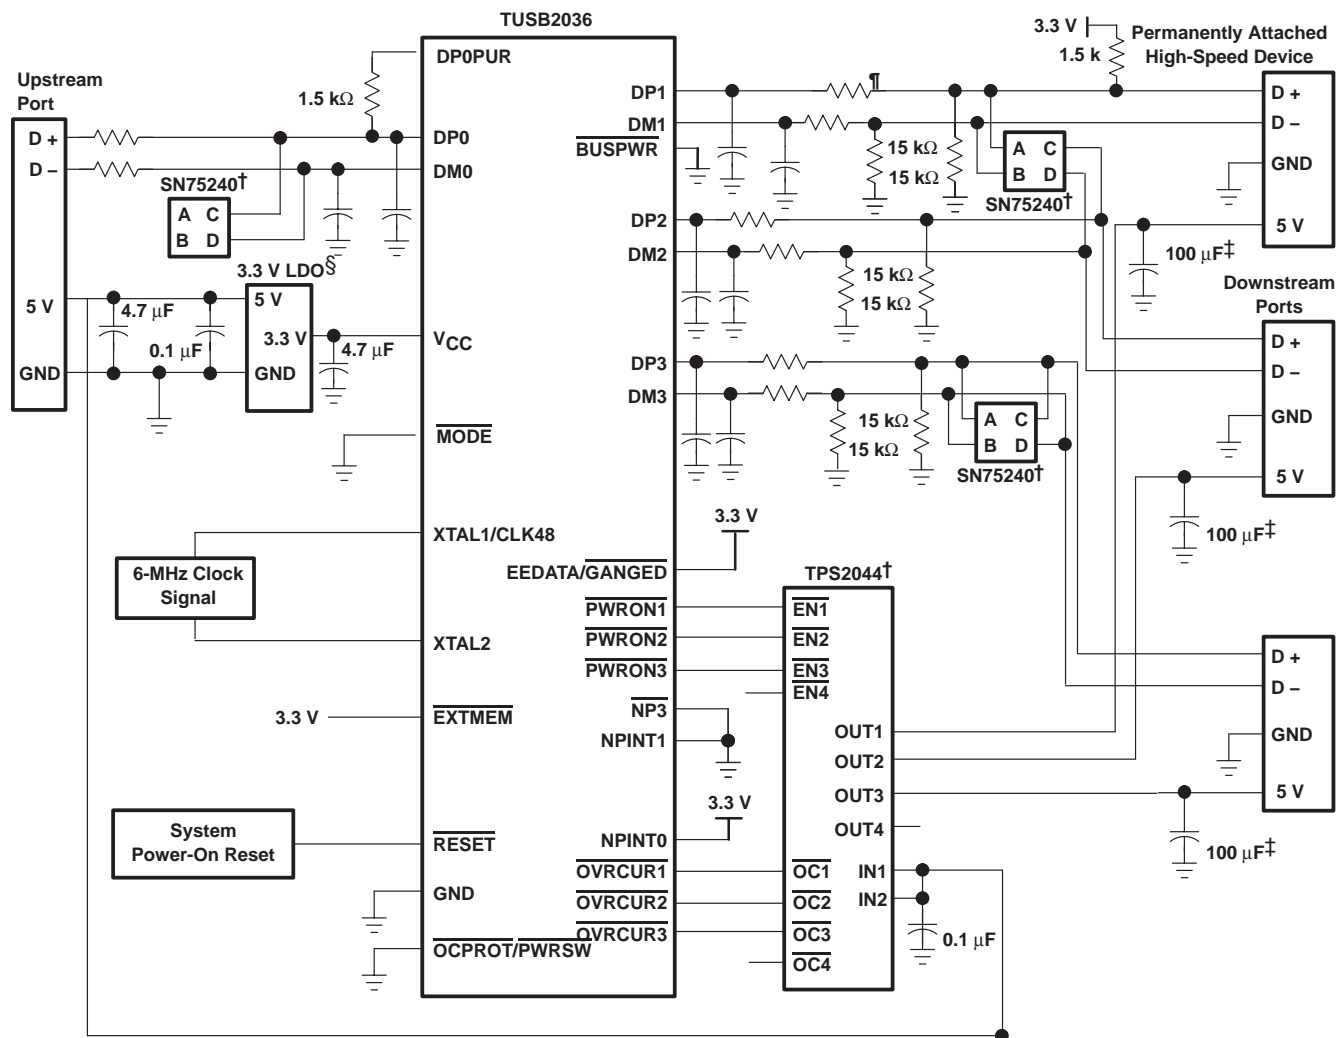 TUSB2036
Upstream
Port
D +
D –
5 V
GND
1.5 kΩ
SN75240†
A C
B D
3.3 V LDO§
5 V
3.3 V
GND
4.7 μF
0.1 μF
4.7 μF
6-MHz Clock
Signal
3.3 V
System
Power-On Reset
DP0PUR
DP0
DM0
VCC
MODE
XTAL1/CLK48
XTAL2
EXTMEM
RESET
GND
OCPROT/PWRSW
DP1
DM1
BUSPWR
DP2
DM2
DP3
DM3
EEDATA/GANGED
PWRON1
PWRON2
PWRON3
NP3
NPINT1
NPINT0
OVRCUR1
OVRCUR2
OVRCUR3
¶
15 kΩ
15 kΩ
A C
B D
SN75240†
15 kΩ
15 kΩ
15 kΩ
15 kΩ
A C
B D
SN75240†
3.3 V
3.3 V
TPS2044†
EN1
EN2
EN3
EN4
OUT1
OUT2
OUT3
OUT4
OC1
OC2
OC3
OC4
IN1
IN2
0.1 μF
3.3 V
1.5 k
Permanently Attached
High-Speed Device
D +
D –
GND
5 V
100 μF‡
Downstream
Ports
D +
D –
GND
5 V
100 μF‡
D +
D –
GND
5 V
100 μF‡